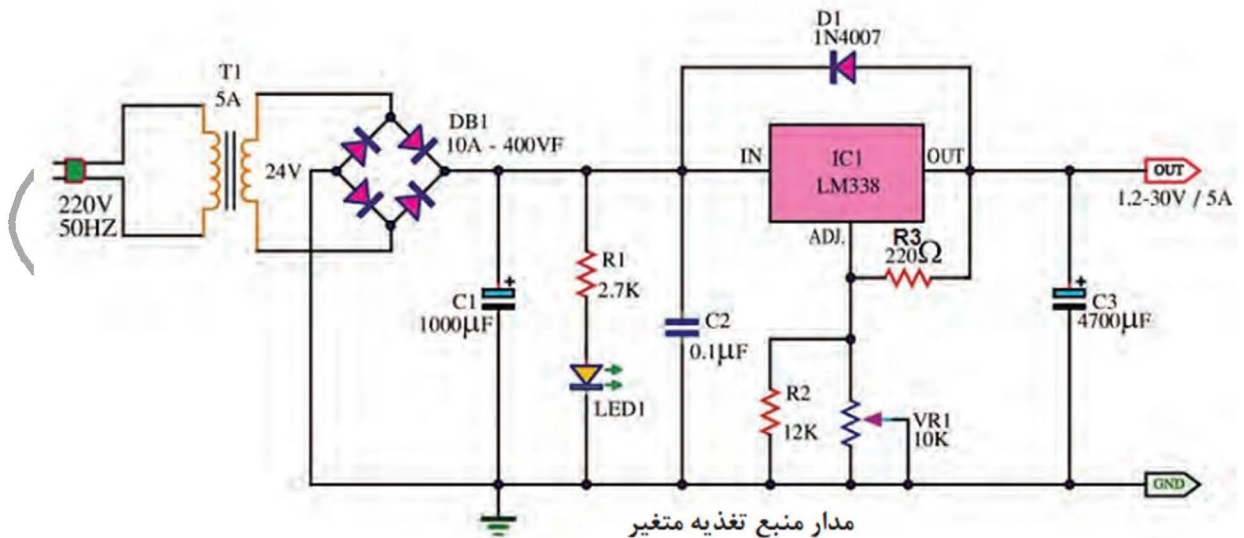 D1
1N4007
T1
5A
DB1
10A - 400VF
24V
220V
50HZ
IN
IC1
LM338
OUT
ADJ.
R3
220Ω
OUT
1.2-30V / 5A
R1
2.7K
C1
1000µF
+
C2
0.1µF
+
C3
4700µF
R2
12K
VR1
10K
LED1
GND
مدار منبع تغذیه متغیر